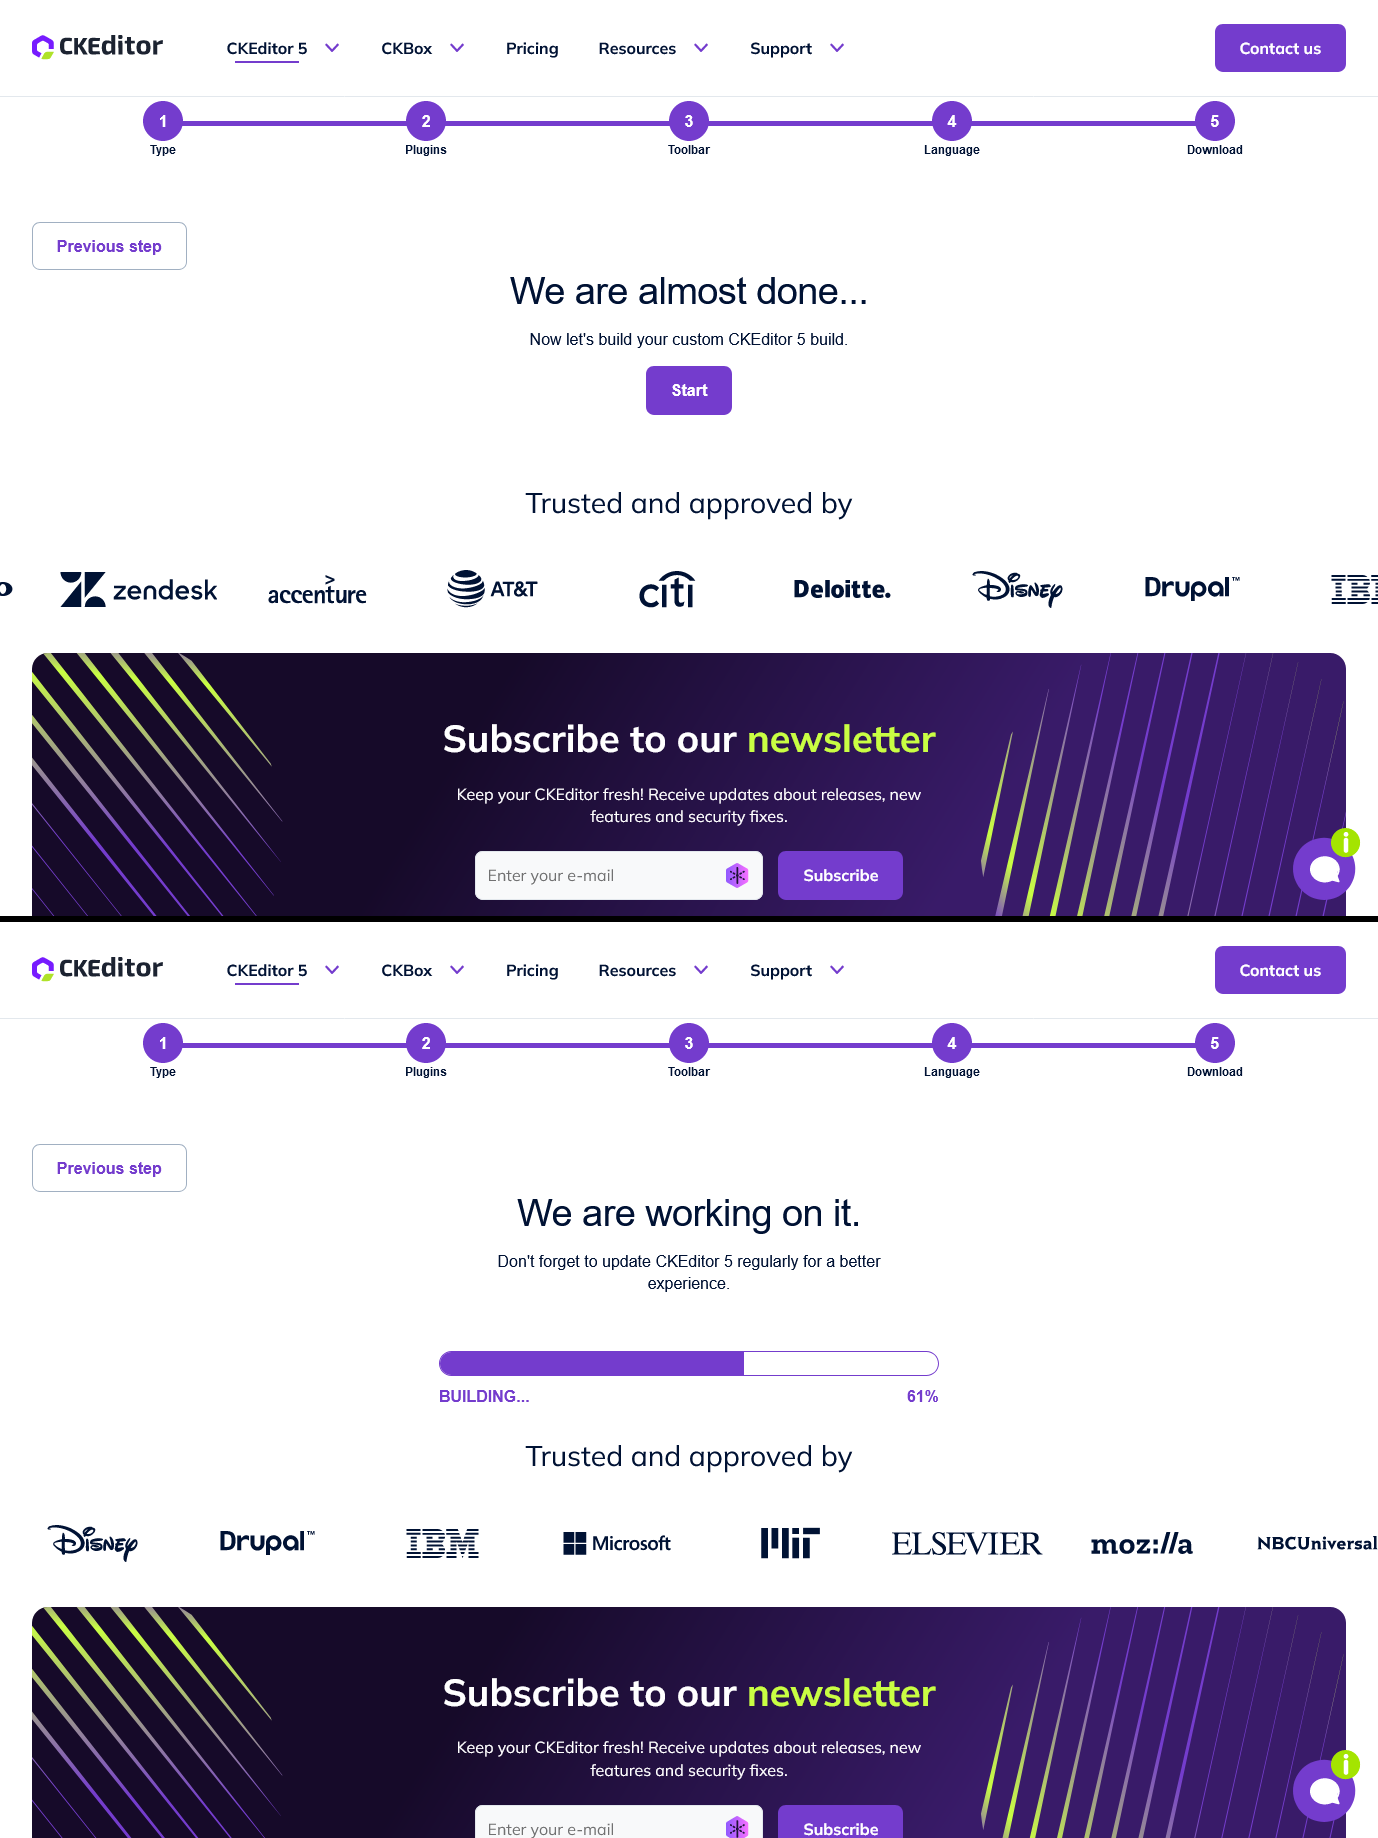 CKEditor
CKEditor 5
CKBox
Pricing
Resources
Support
Contact us
1
2
3
4
5
Type
Plugins
Toolbar
Language
Download
Previous step
We are almost done...
Now let's build your custom CKEditor 5 build.
Start
Trusted and approved by
zendesk
accenture
AT&T
citi
Deloitte.
Disney
Drupal™
Subscribe to our newsletter
Keep your CKEditor fresh! Receive updates about releases, new
features and security fixes.
Enter your e-mail
Subscribe
i
CKEditor
CKEditor 5
CKBox
Pricing
Resources
Support
Contact us
1
2
3
4
5
Type
Plugins
Toolbar
Language
Download
Previous step
We are working on it.
Don't forget to update CKEditor 5 regularly for a better
experience.
BUILDING...
61%
Trusted and approved by
Disney
Drupal™
IBM
Microsoft
MIT
ELSEVIER
moz://a
NBCUniversal
Subscribe to our newsletter
Keep your CKEditor fresh! Receive updates about releases, new
features and security fixes.
Enter your e-mail
Subscribe
i